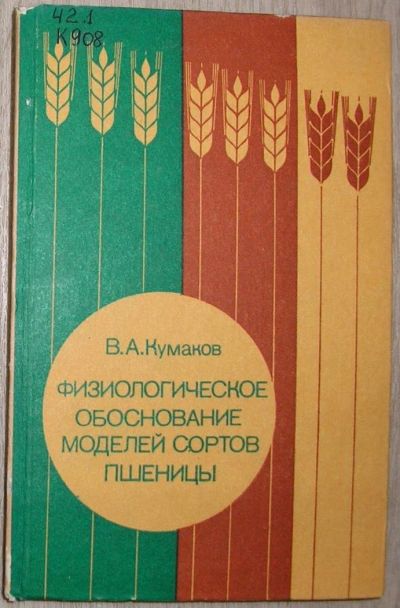 42.1
К908
В.А.Кумаков
ФИЗИОЛОГИЧЕСКОЕ
ОБОСНОВАНИЕ
МОДЕЛЕЙ СОРТОВ
ПШЕНИЦЫ